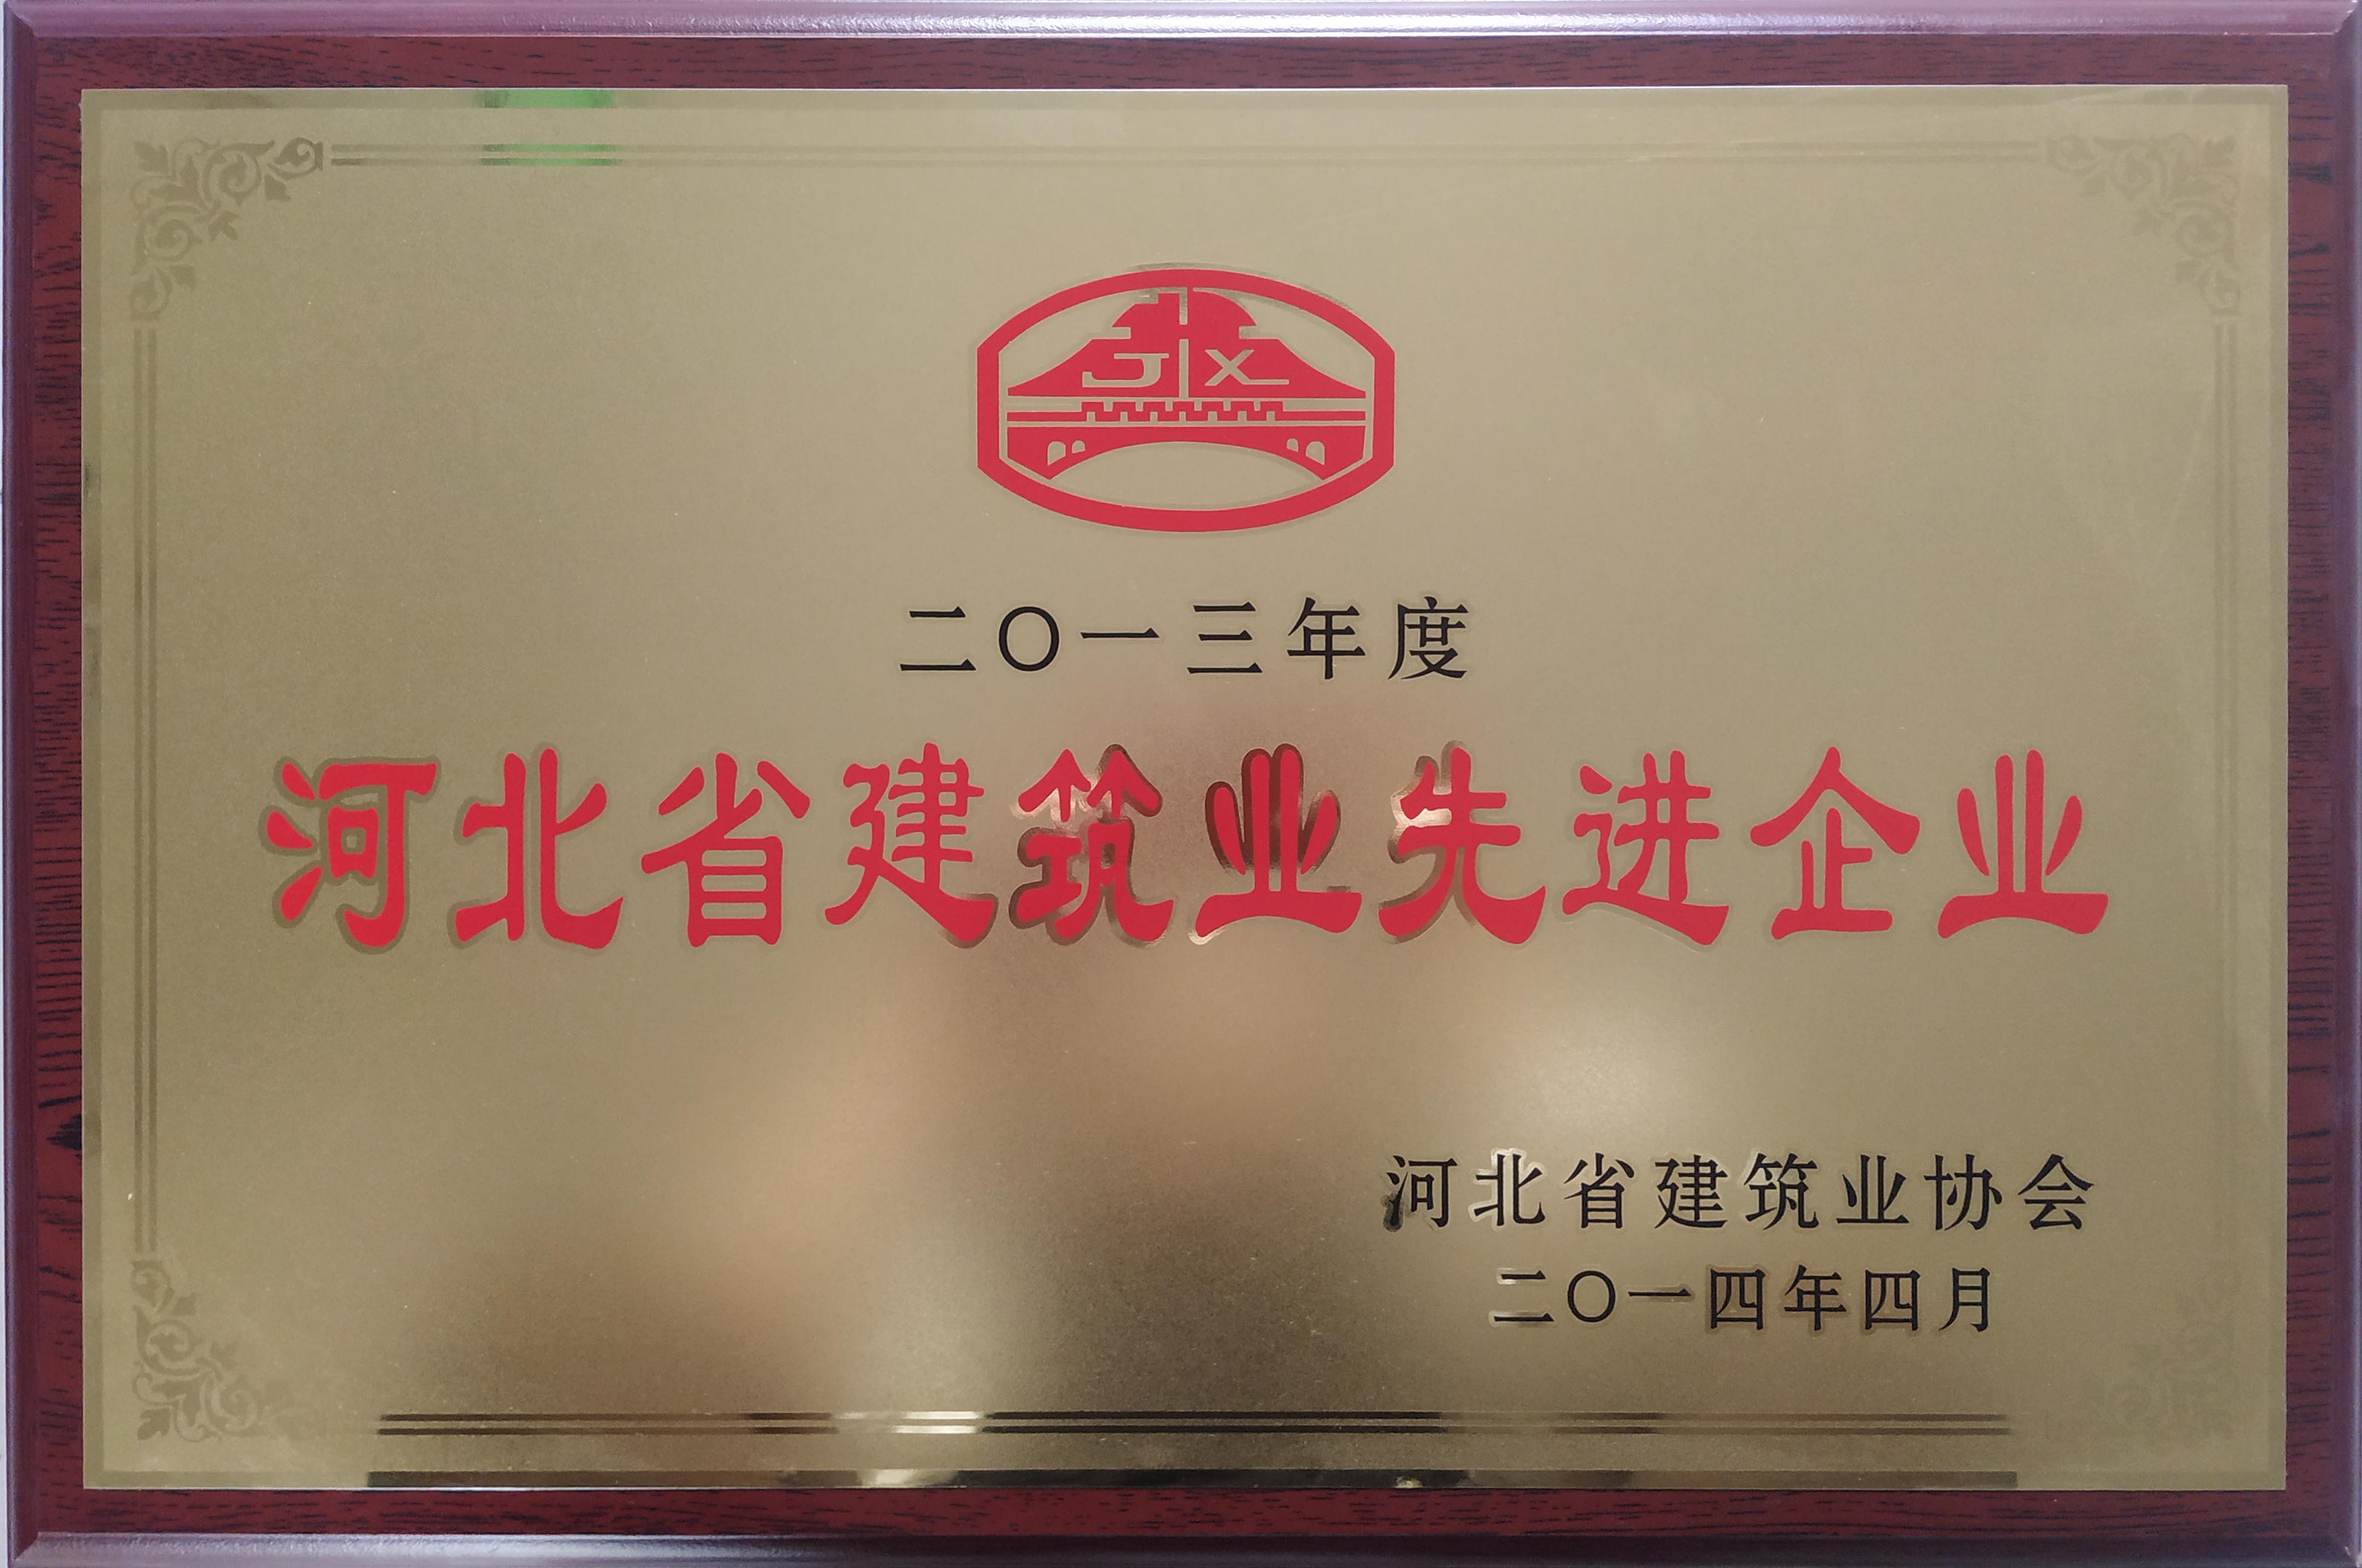 JX
二〇一三年度
河北省建筑业先进企业
河北省建筑业协会
二〇一四年四月